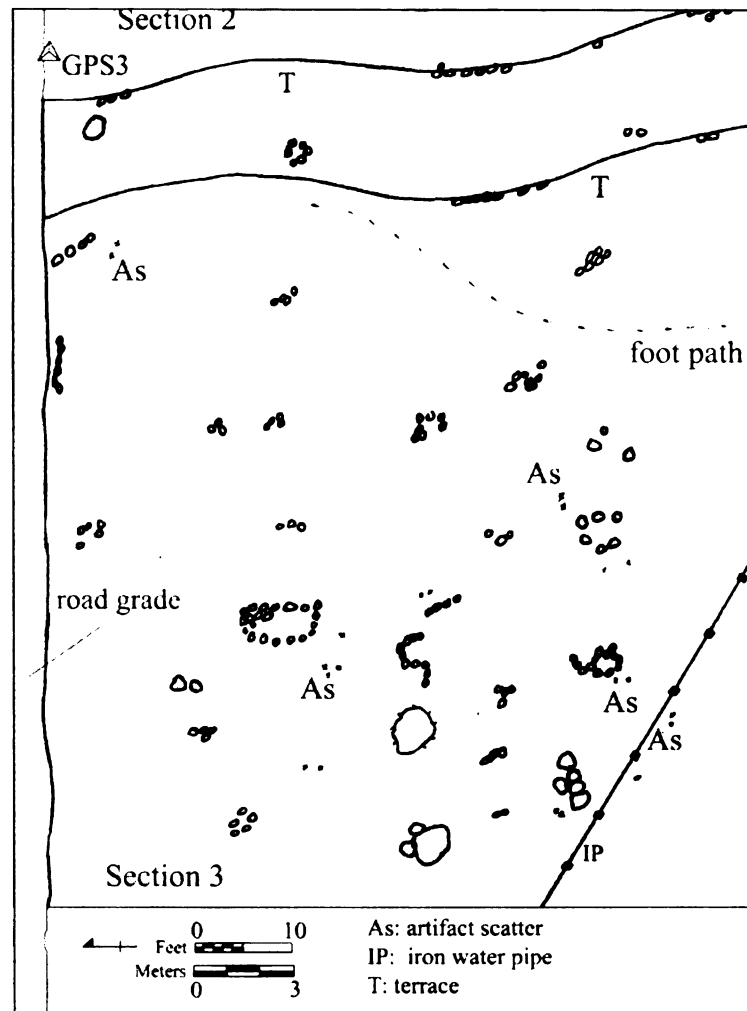 Section 2
GPS3
T
T
As
foot path
As
road grade
As
As
As
IP
Section 3
Feet 0 10
Meters 0 3
As: artifact scatter
IP: iron water pipe
T: terrace